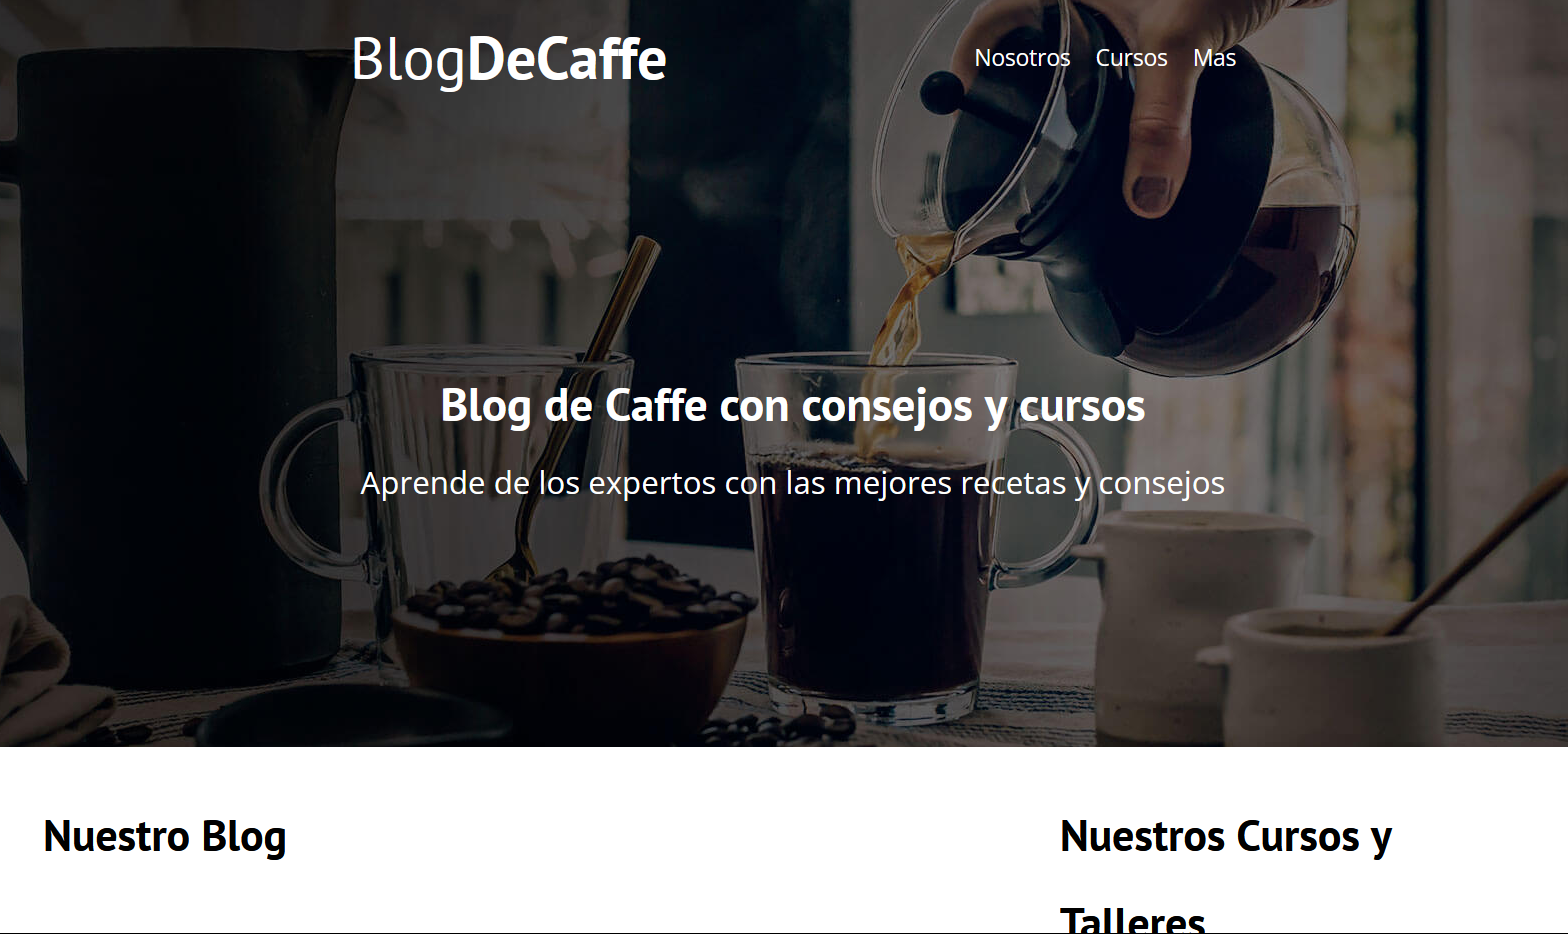 BlogDeCaffe
Nosotros Cursos Mas
Blog de Caffe con consejos y cursos
Aprende de los expertos con las mejores recetas y consejos
Nuestro Blog
Nuestros Cursos y
Talleres